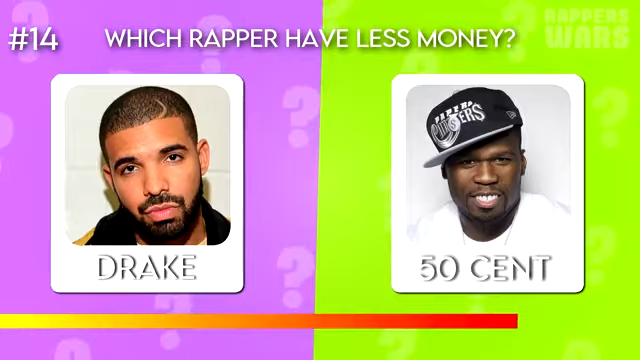 #14
WHICH RAPPER HAVE LESS MONEY?
RAPPERS
WARS
DRAKE
50 CENT